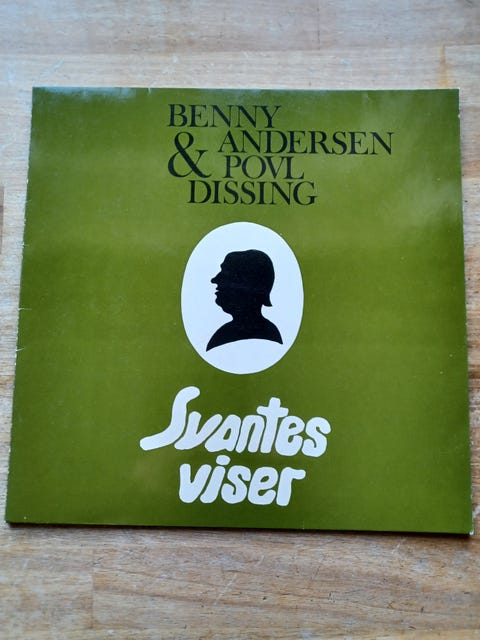 BENNY
& ANDERSEN
POVL
DISSING
Svantes
viser